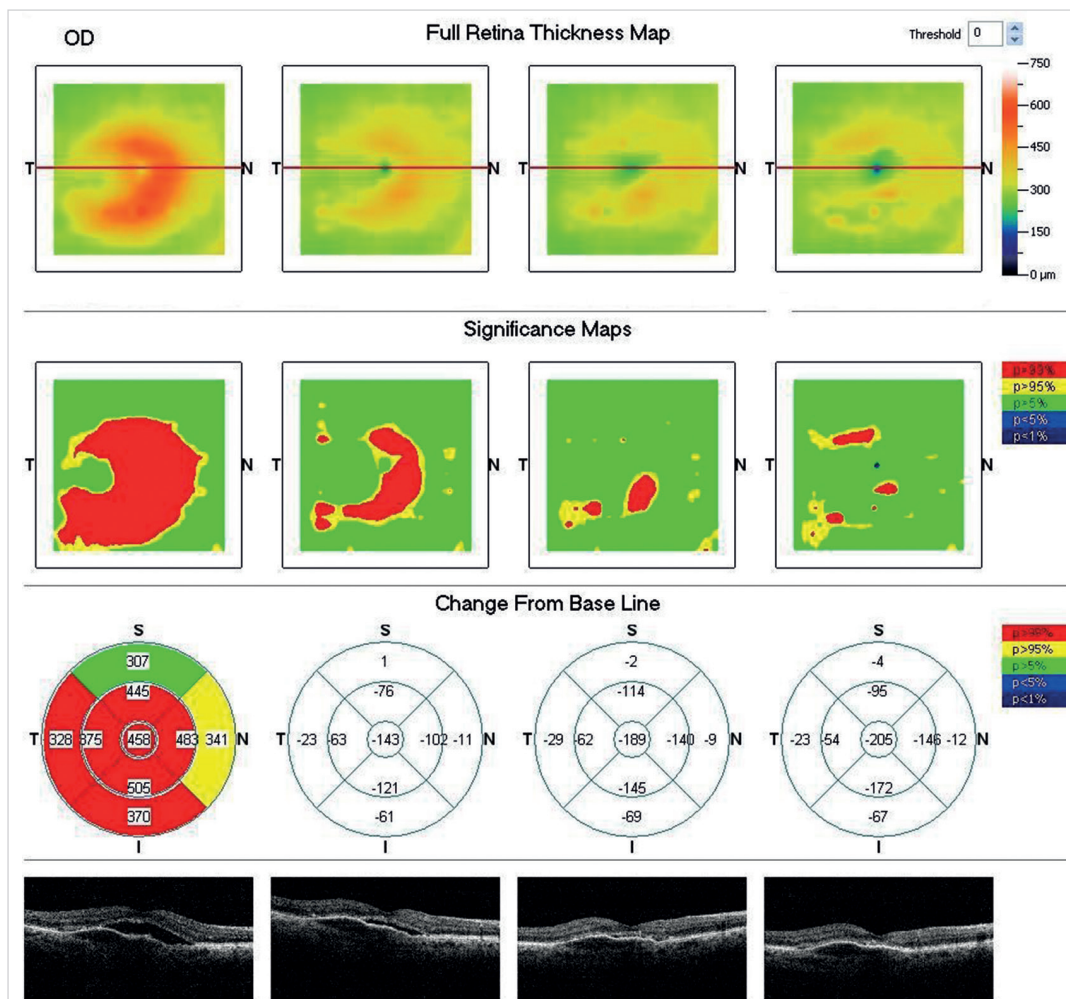 OD
Full Retina Thickness Map
Threshold 0
T N T N T N T N
750
600
450
300
150
0 µm
Significance Maps
T N T N T N T N
p>99%
p>95%
p>5%
p<5%
p<1%
Change From Base Line
S S S S
307 1 -2 -4
445 -76 -114 -95
T 328 375 458 483 341 N -23 -63 -143 -102 -11 N T -29 -62 -189 -140 -9 N T -23 -54 -205 -146 -12 N
505 -121 -145 -172
370 -61 -69 -67
I I I I
p>99%
p>95%
p>5%
p<5%
p<1%